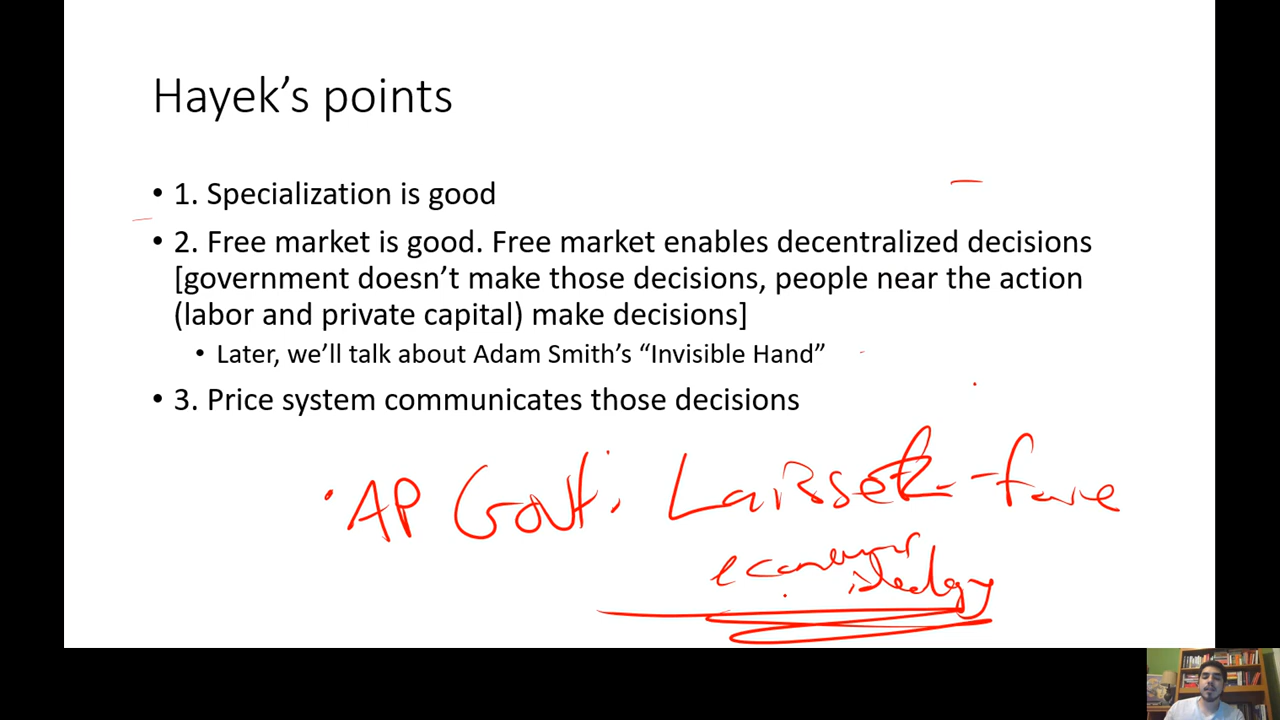 Hayek’s points
• 1. Specialization is good
• 2. Free market is good. Free market enables decentralized decisions
[government doesn’t make those decisions, people near the action
(labor and private capital) make decisions]
• Later, we’ll talk about Adam Smith’s “Invisible Hand”
• 3. Price system communicates those decisions
• AP Govt: Laissez-faire
economic
ideology